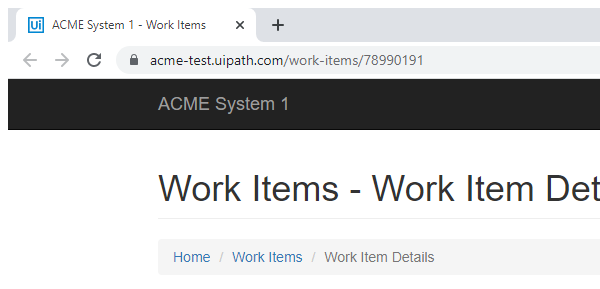 Ui ACME System 1 - Work Items
acme-test.uipath.com/work-items/78990191
ACME System 1
Work Items - Work Item Det
Home / Work Items / Work Item Details